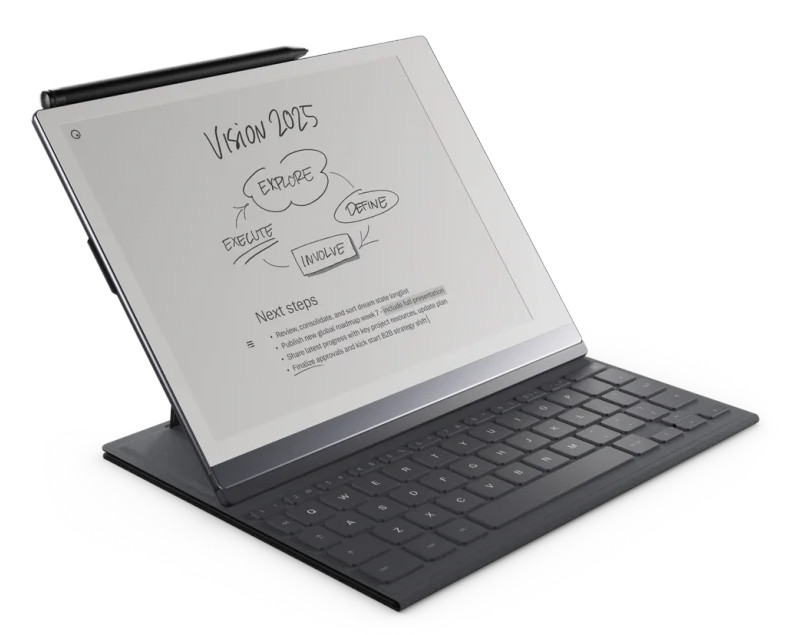 Vision 2025
EXPLORE
DEFINE
EXECUTE
INVOLVE
Next steps
• Review, consolidate, and sort dream state longlist
• Publish new global roadmap week 7 - include full presentation
• Share latest progress with key project resources, update plan
• Finalize approvals and kick start B2B strategy shift
Q W E R T Y U I O P
A S D F G H J K L
Z X C V B N M